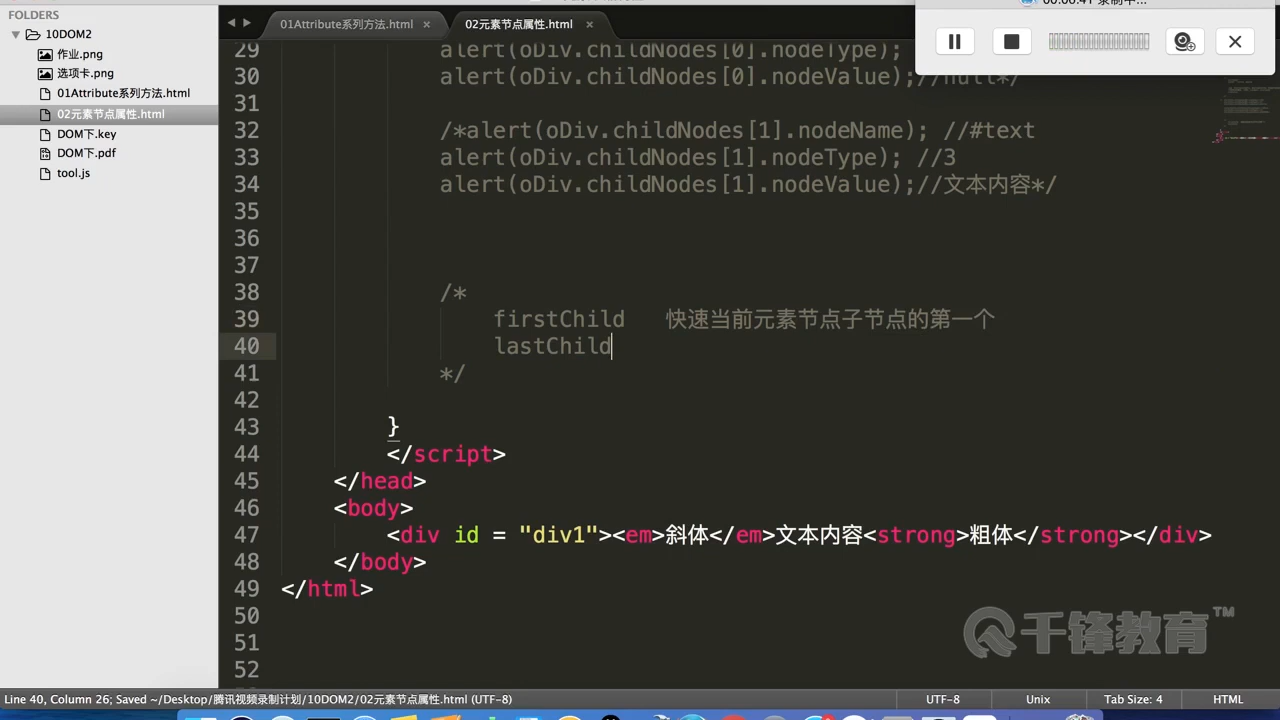 FOLDERS
10DOM2
作业.png
选项卡.png
01Attribute系列方法.html
02元素节点属性.html
DOM下.key
DOM下.pdf
tool.js
01Attribute系列方法.html ×
02元素节点属性.html ×
29 alert(oDiv.childNodes[0].nodeType);
30 alert(oDiv.childNodes[0].nodeValue);//null*/
31
32 /*alert(oDiv.childNodes[1].nodeName); //#text
33 alert(oDiv.childNodes[1].nodeType); //3
34 alert(oDiv.childNodes[1].nodeValue);//文本内容*/
35
36
37
38 /*
39 firstChild 快速当前元素节点子节点的第一个
40 lastChild
41 */
42
43 }
44 </script>
45 </head>
46 <body>
47 <div id = "div1"><em>斜体</em>文本内容<strong>粗体</strong></div>
48 </body>
49 </html>
50
51
52
千锋教育™
Line 40, Column 26; Saved ~/Desktop/腾讯视频录制计划/10DOM2/02元素节点属性.html (UTF-8)
UTF-8
Unix
Tab Size: 4
HTML